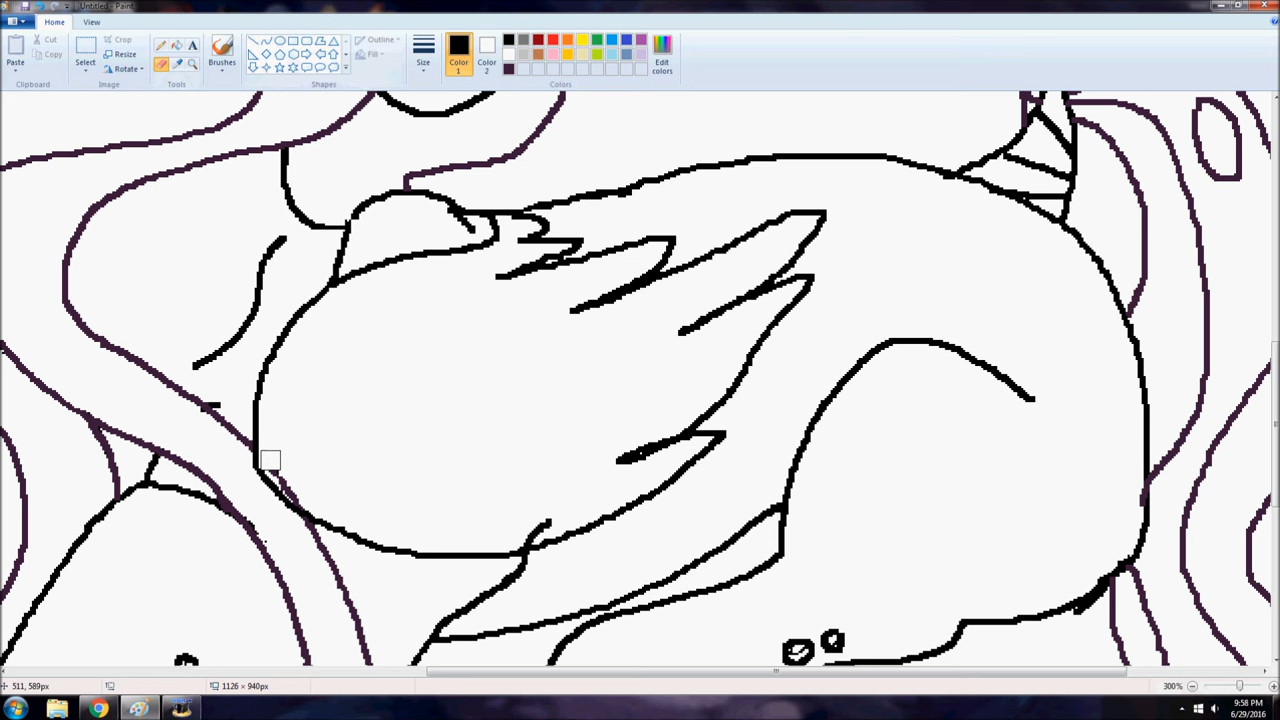 Untitled - Paint
Home View
Paste
Cut
Copy
Clipboard
Select
Crop
Resize
Rotate
Image
A
Tools
Brushes
Outline
Fill
Shapes
Size
Color
1
Color
2
Edit
colors
Colors
511, 589px
1126 × 940px
300%
9:58 PM
6/29/2016